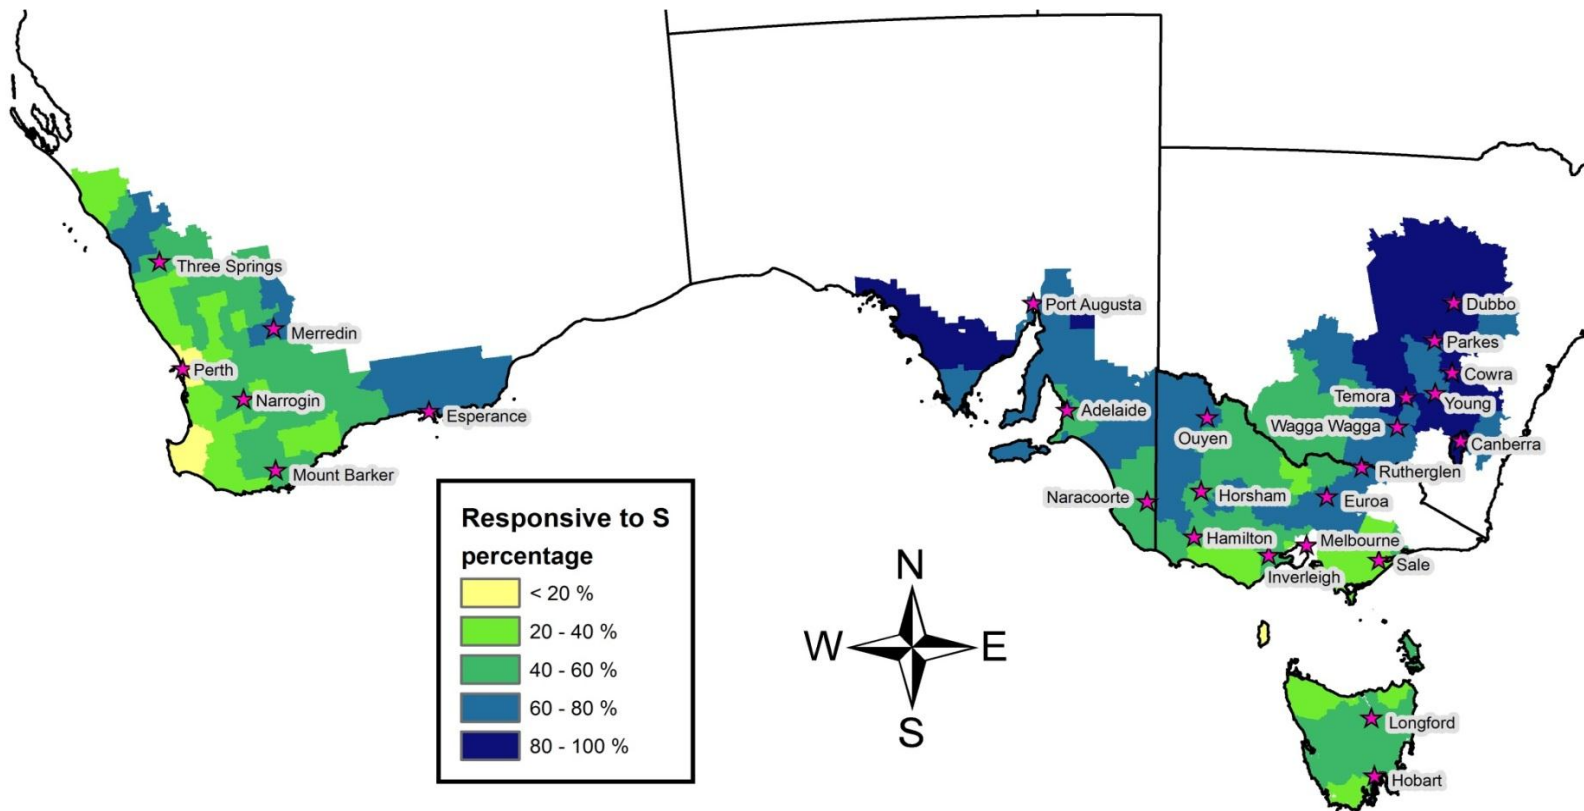 Port Augusta
Dubbo
Three Springs
Parkes
Merredin
Cowra
Perth
Temora
Young
Narrogin
Adelaide
Esperance
Ouyen
Wagga Wagga
Canberra
Mount Barker
Rutherglen
Naracoorte
Horsham
Euroa
Hamilton
Melbourne
Sale
Inverleigh
Responsive to S
percentage
< 20 %
20 - 40 %
40 - 60 %
60 - 80 %
80 - 100 %
N
W
E
S
Longford
Hobart